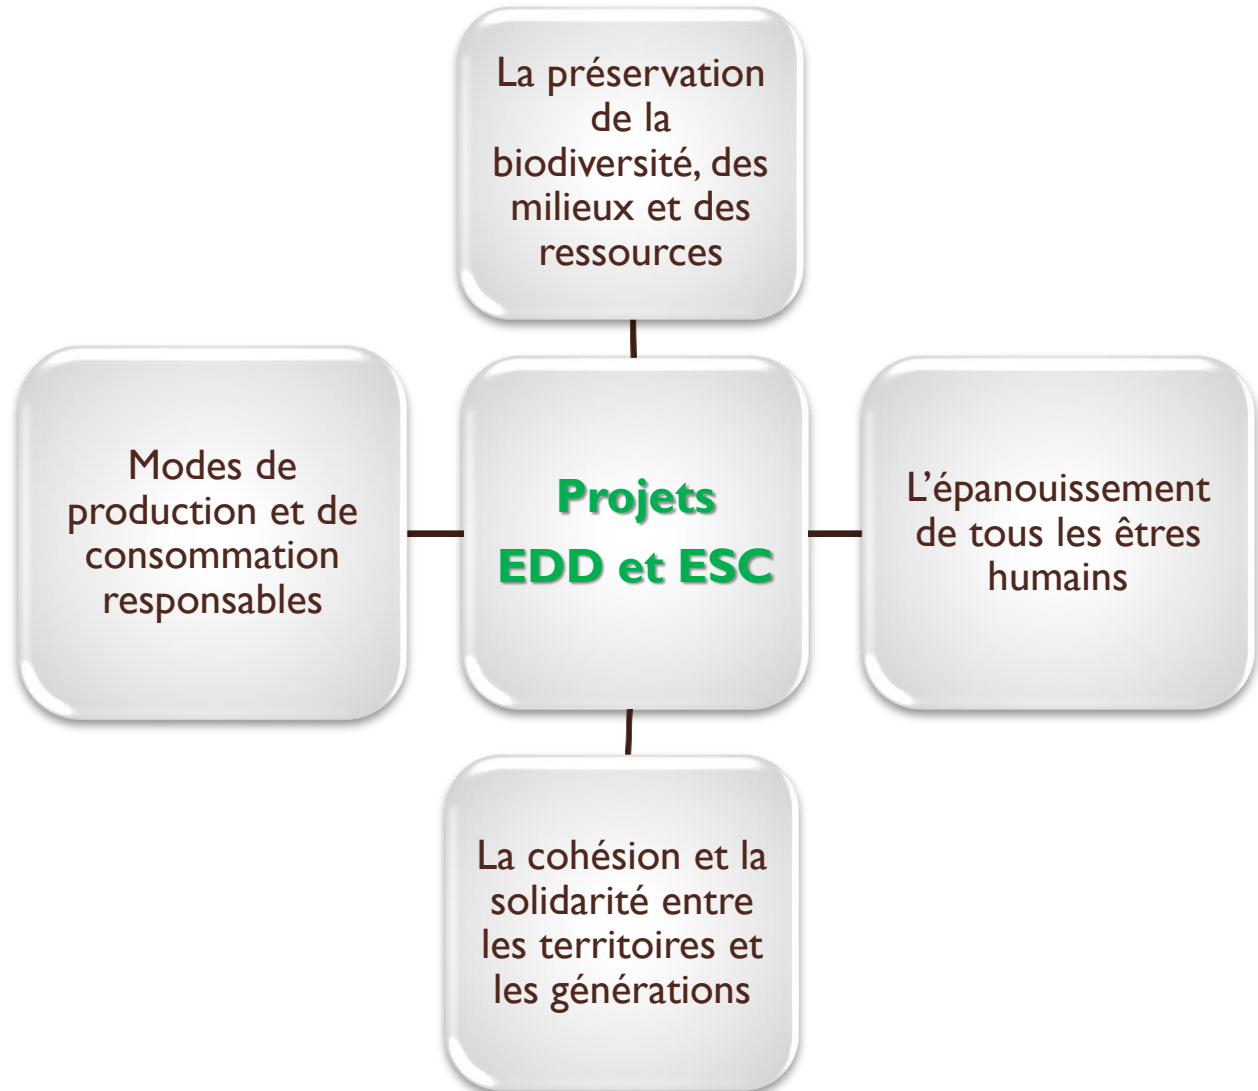 La préservation
de la
biodiversité, des
milieux et des
ressources
Modes de
production et de
consommation
responsables
Projets
EDD et ESC
L’épanouissement
de tous les êtres
humains
La cohésion et la
solidarité entre
les territoires et
les générations